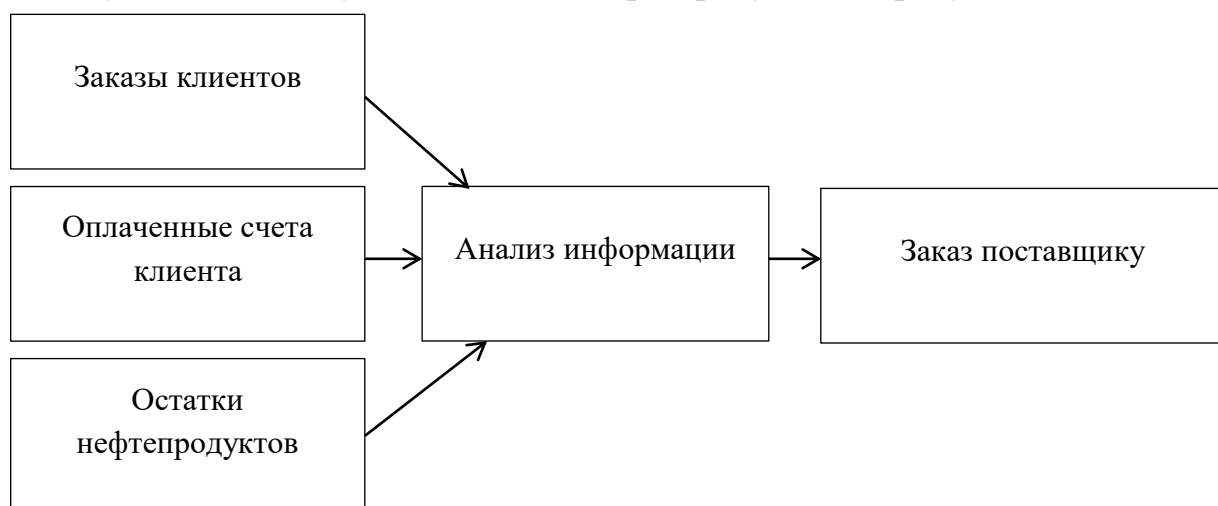 Заказы клиентов
Оплаченные счета
клиента
Анализ информации
Заказ поставщику
Остатки
нефтепродуктов